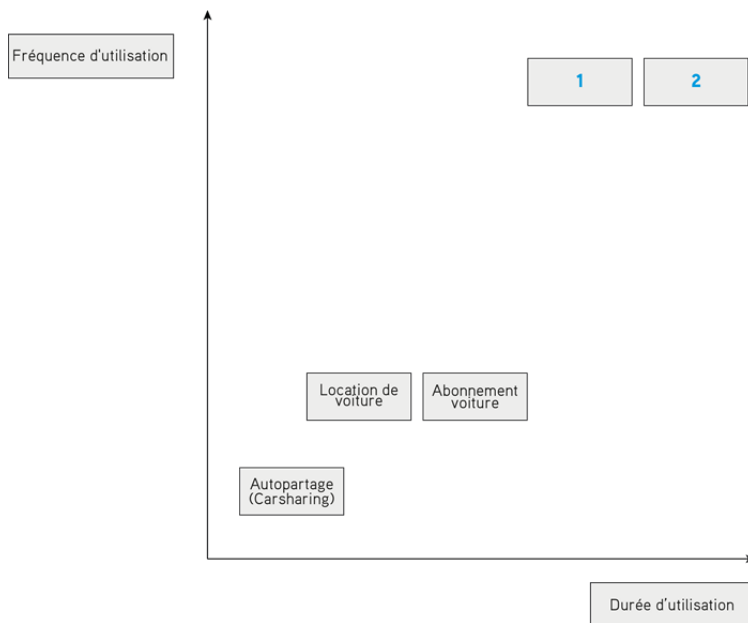 Fréquence d'utilisation
1
2
Location de
voiture
Abonnement
voiture
Autopartage
(Carsharing)
Durée d'utilisation